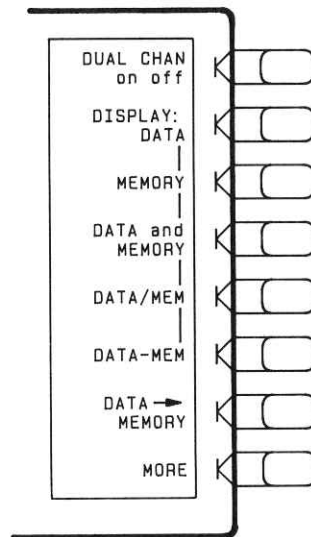 DUAL CHAN
on off
DISPLAY:
DATA
MEMORY
DATA and
MEMORY
DATA/MEM
DATA-MEM
DATA→
MEMORY
MORE